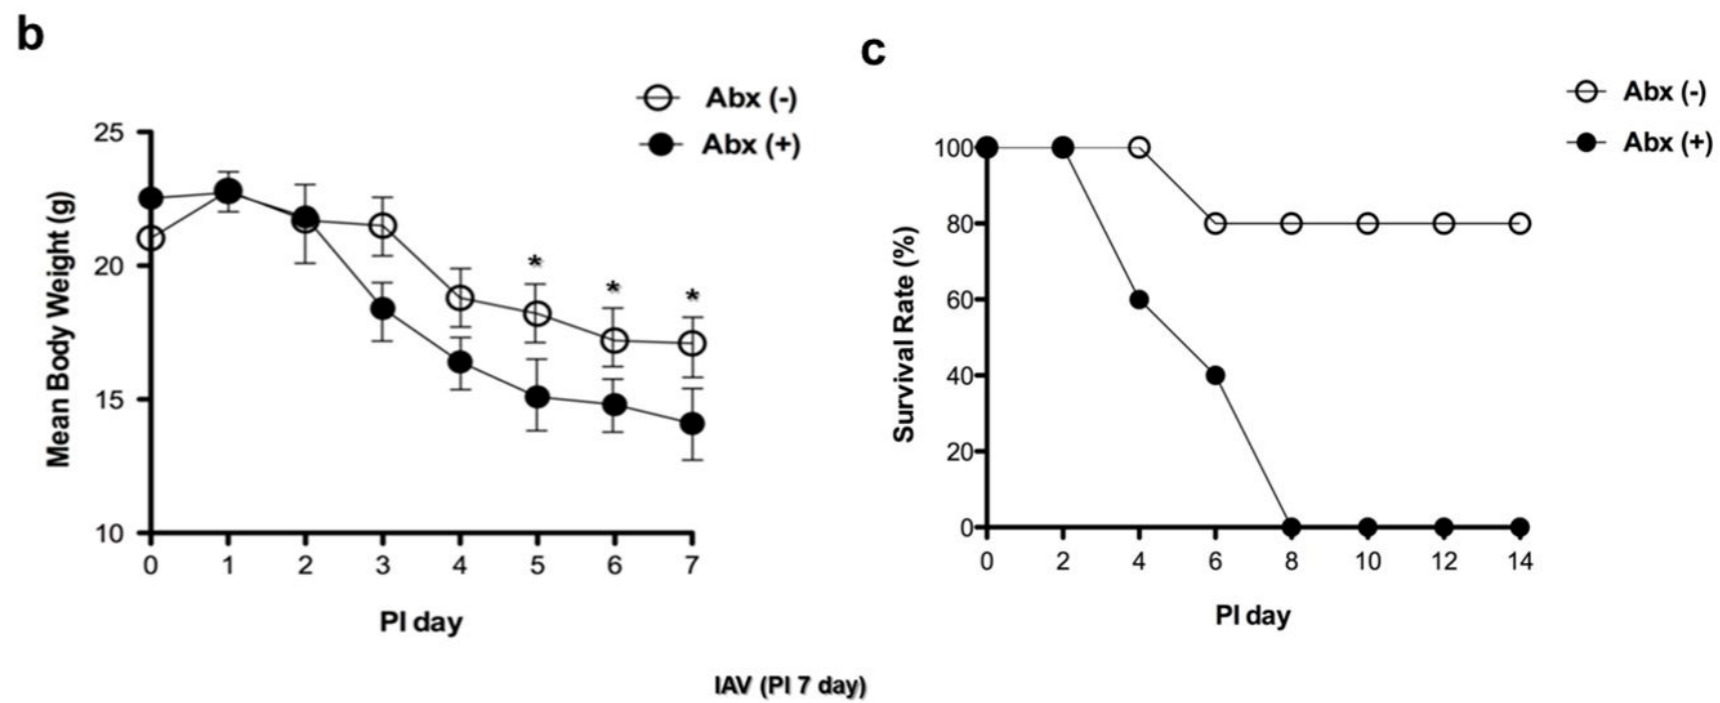 b
Abx (-)
Abx (+)
25
20
15
10
Mean Body Weight (g)
*
*
*
0 1 2 3 4 5 6 7
PI day
c
Abx (-)
Abx (+)
100
80
60
40
20
0
Survival Rate (%)
0 2 4 6 8 10 12 14
PI day
IAV (PI 7 day)